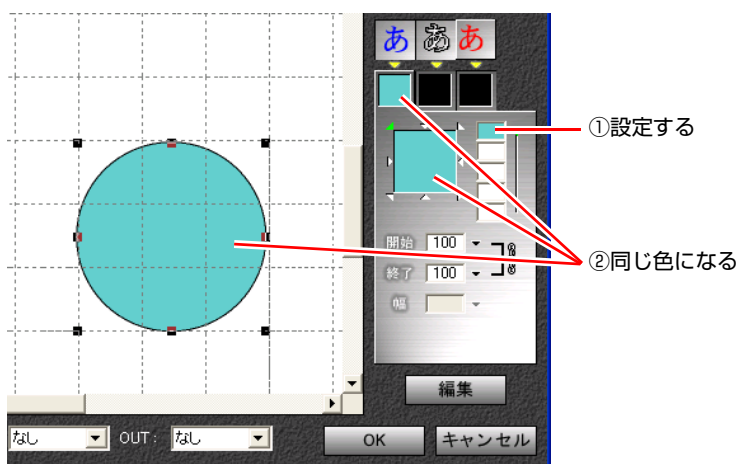 あ あ あ
①設定する
開始 100
②同じ色になる
終了 100
幅
編集
なし OUT: なし OK キャンセル